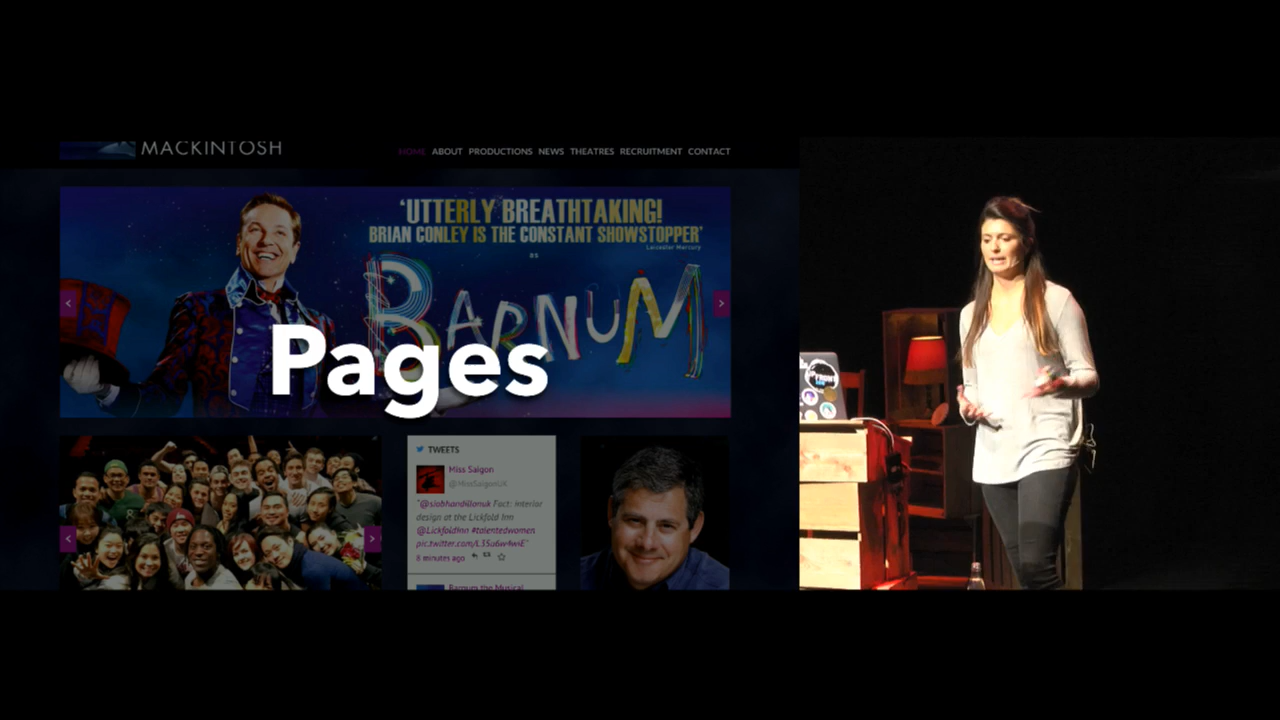 MACKINTOSH
HOME ABOUT PRODUCTIONS NEWS THEATRES RECRUITMENT CONTACT
'UTTERLY BREATHTAKING!
BRIAN CONLEY IS THE CONSTANT SHOWSTOPPER'
Leicester Mercury
BARNUM
Pages
TWEETS
Miss Saigon
@MissSaigonUK
"@siobhandillonuk Fact: interior
design at the Lickfold Inn
@LickfoldInn #talentedwomen
pic.twitter.com/L3Sa6w4wiE"
8 minutes ago
Barnum the Musical